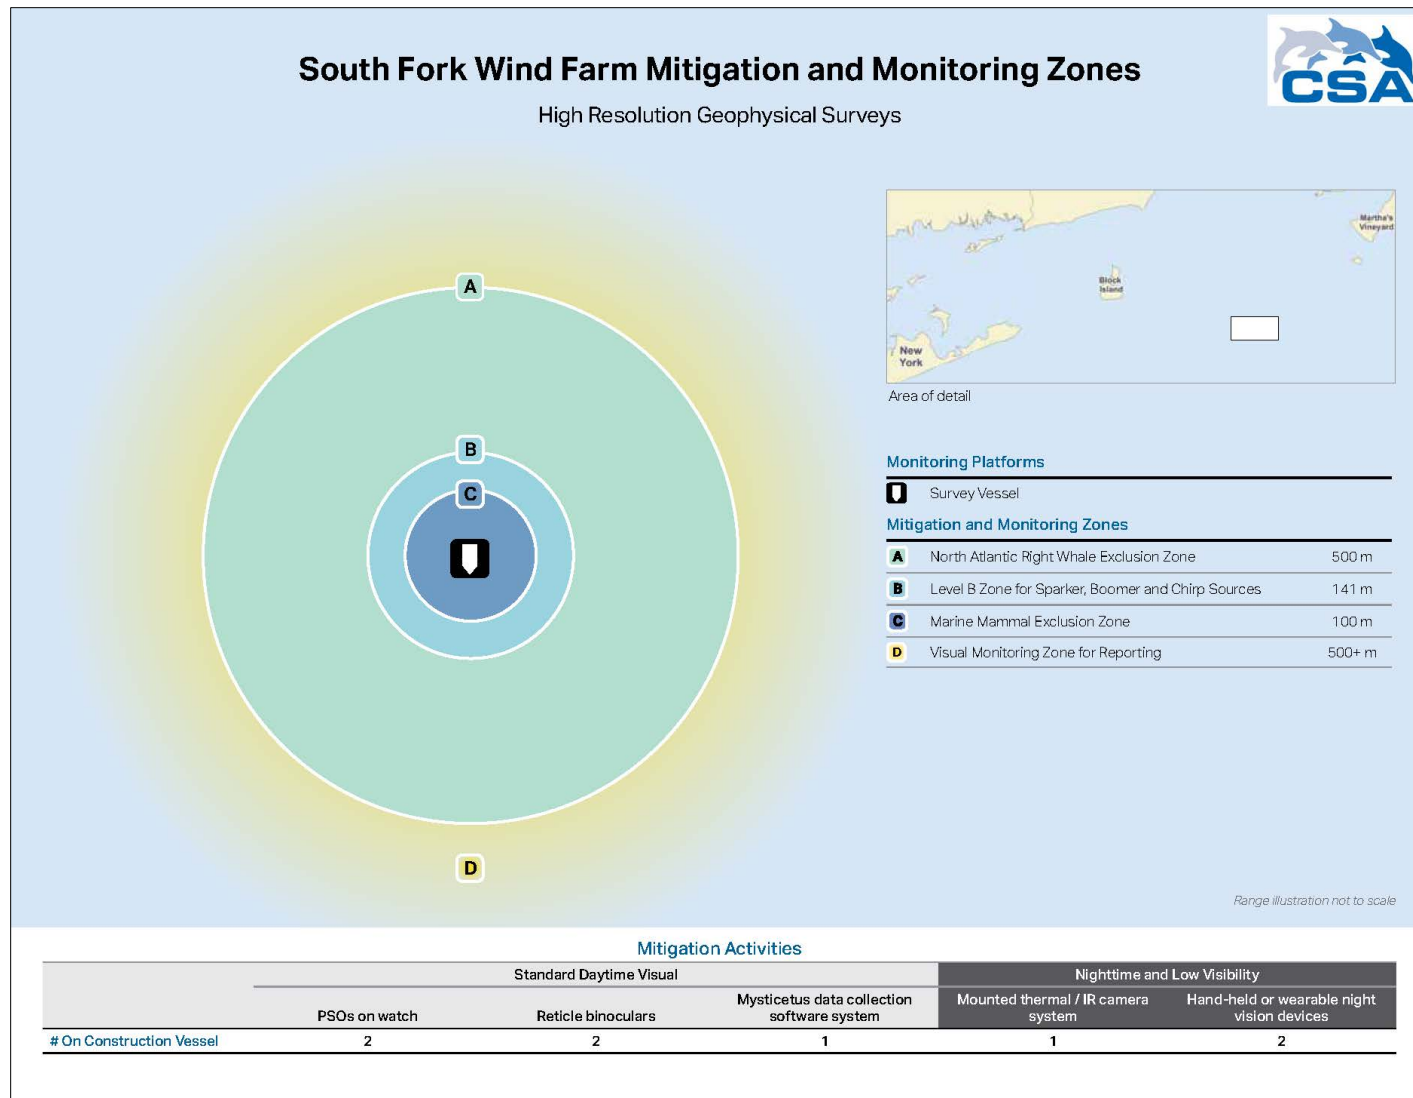 South Fork Wind Farm Mitigation and Monitoring Zones
High Resolution Geophysical Surveys
CSA
A
B
C
D
Martha's
Vineyard
Block
Island
New
York
Area of detail
Monitoring Platforms
Survey Vessel
Mitigation and Monitoring Zones
A North Atlantic Right Whale Exclusion Zone 500 m
B Level B Zone for Sparker, Boomer and Chirp Sources 141 m
C Marine Mammal Exclusion Zone 100 m
D Visual Monitoring Zone for Reporting 500+ m
Range illustration not to scale
Mitigation Activities
Standard Daytime Visual Nighttime and Low Visibility
PSOs on watch Reticle binoculars Mysticetus data collection software system Mounted thermal / IR camera system Hand-held or wearable night vision devices
# On Construction Vessel 2 2 1 1 2